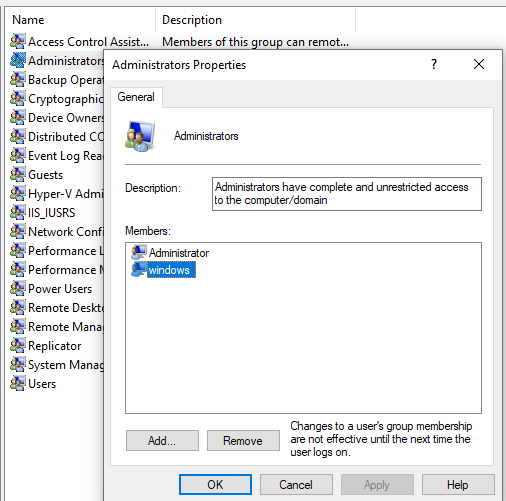 Name Description
Access Control Assist... Members of this group can remot...
Administrators
Backup Opera
Cryptographic
Device Owners
Distributed CO
Event Log Rea
Guests
Hyper-V Admi
IIS_IUSRS
Network Confi
Performance L
Performance M
Power Users
Remote Deskto
Remote Mana
Replicator
System Manag
Users
Administrators Properties ?
General
Administrators
Description: Administrators have complete and unrestricted access
to the computer/domain
Members:
Administrator
windows
Add... Remove
Changes to a user's group membership
are not effective until the next time the
user logs on.
OK Cancel Apply Help